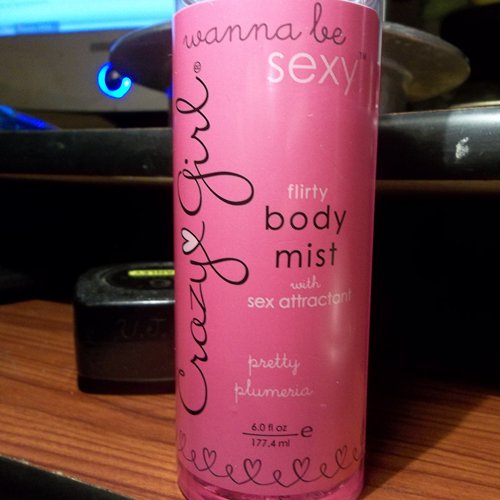 wanna be
sexy™
Crazy Girl®
flirty
body
mist
with
sex attractant
pretty
plumeria
6.0 fl oz
177.4 ml e